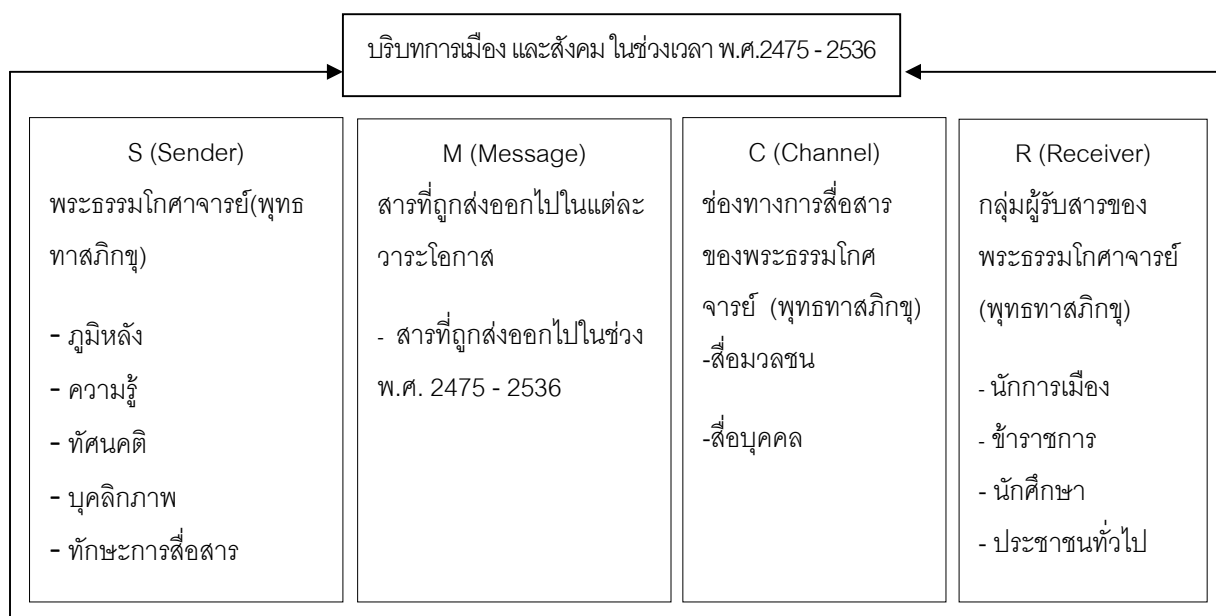 บริบทการเมือง และสังคม ในช่วงเวลา พ.ศ.2475 - 2536
S (Sender)
พระธรรมโกศาจารย์(พุทธ
ทาสภิกขุ)
- ภูมิหลัง
- ความรู้
- ทัศนคติ
- บุคลิกภาพ
- ทักษะการสื่อสาร
M (Message)
สารที่ถูกส่งออกไปในแต่ละ
วาระโอกาส
- สารที่ถูกส่งออกไปในช่วง
พ.ศ. 2475 - 2536
C (Channel)
ช่องทางการสื่อสาร
ของพระธรรมโกศ
จารย์ (พุทธทาสภิกขุ)
-สื่อมวลชน
-สื่อบุคคล
R (Receiver)
กลุ่มผู้รับสารของ
พระธรรมโกศาจารย์
(พุทธทาสภิกขุ)
- นักการเมือง
- ข้าราชการ
- นักศึกษา
- ประชาชนทั่วไป